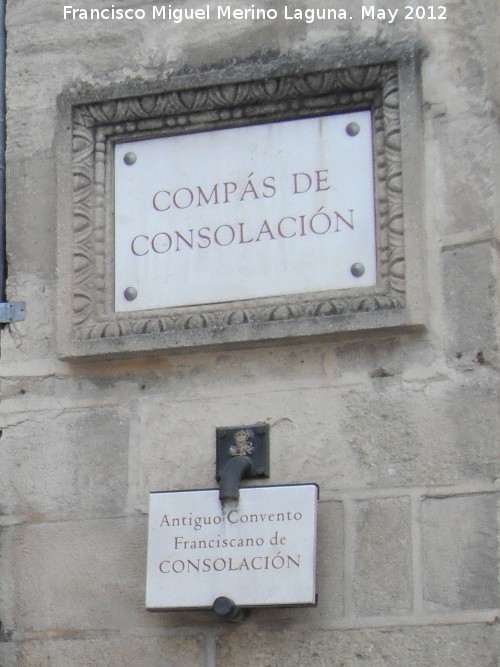 Francisco Miguel Merino Laguna. May 2012
COMPÁS DE
CONSOLACIÓN
Antiguo Convento
Franciscano de
CONSOLACIÓN